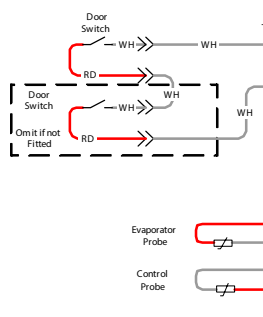 Door
Switch
WH
WH
RD
WH
Door
Switch
WH
WH
Omit if not
Fitted
RD
Evaporator
Probe
Control
Probe